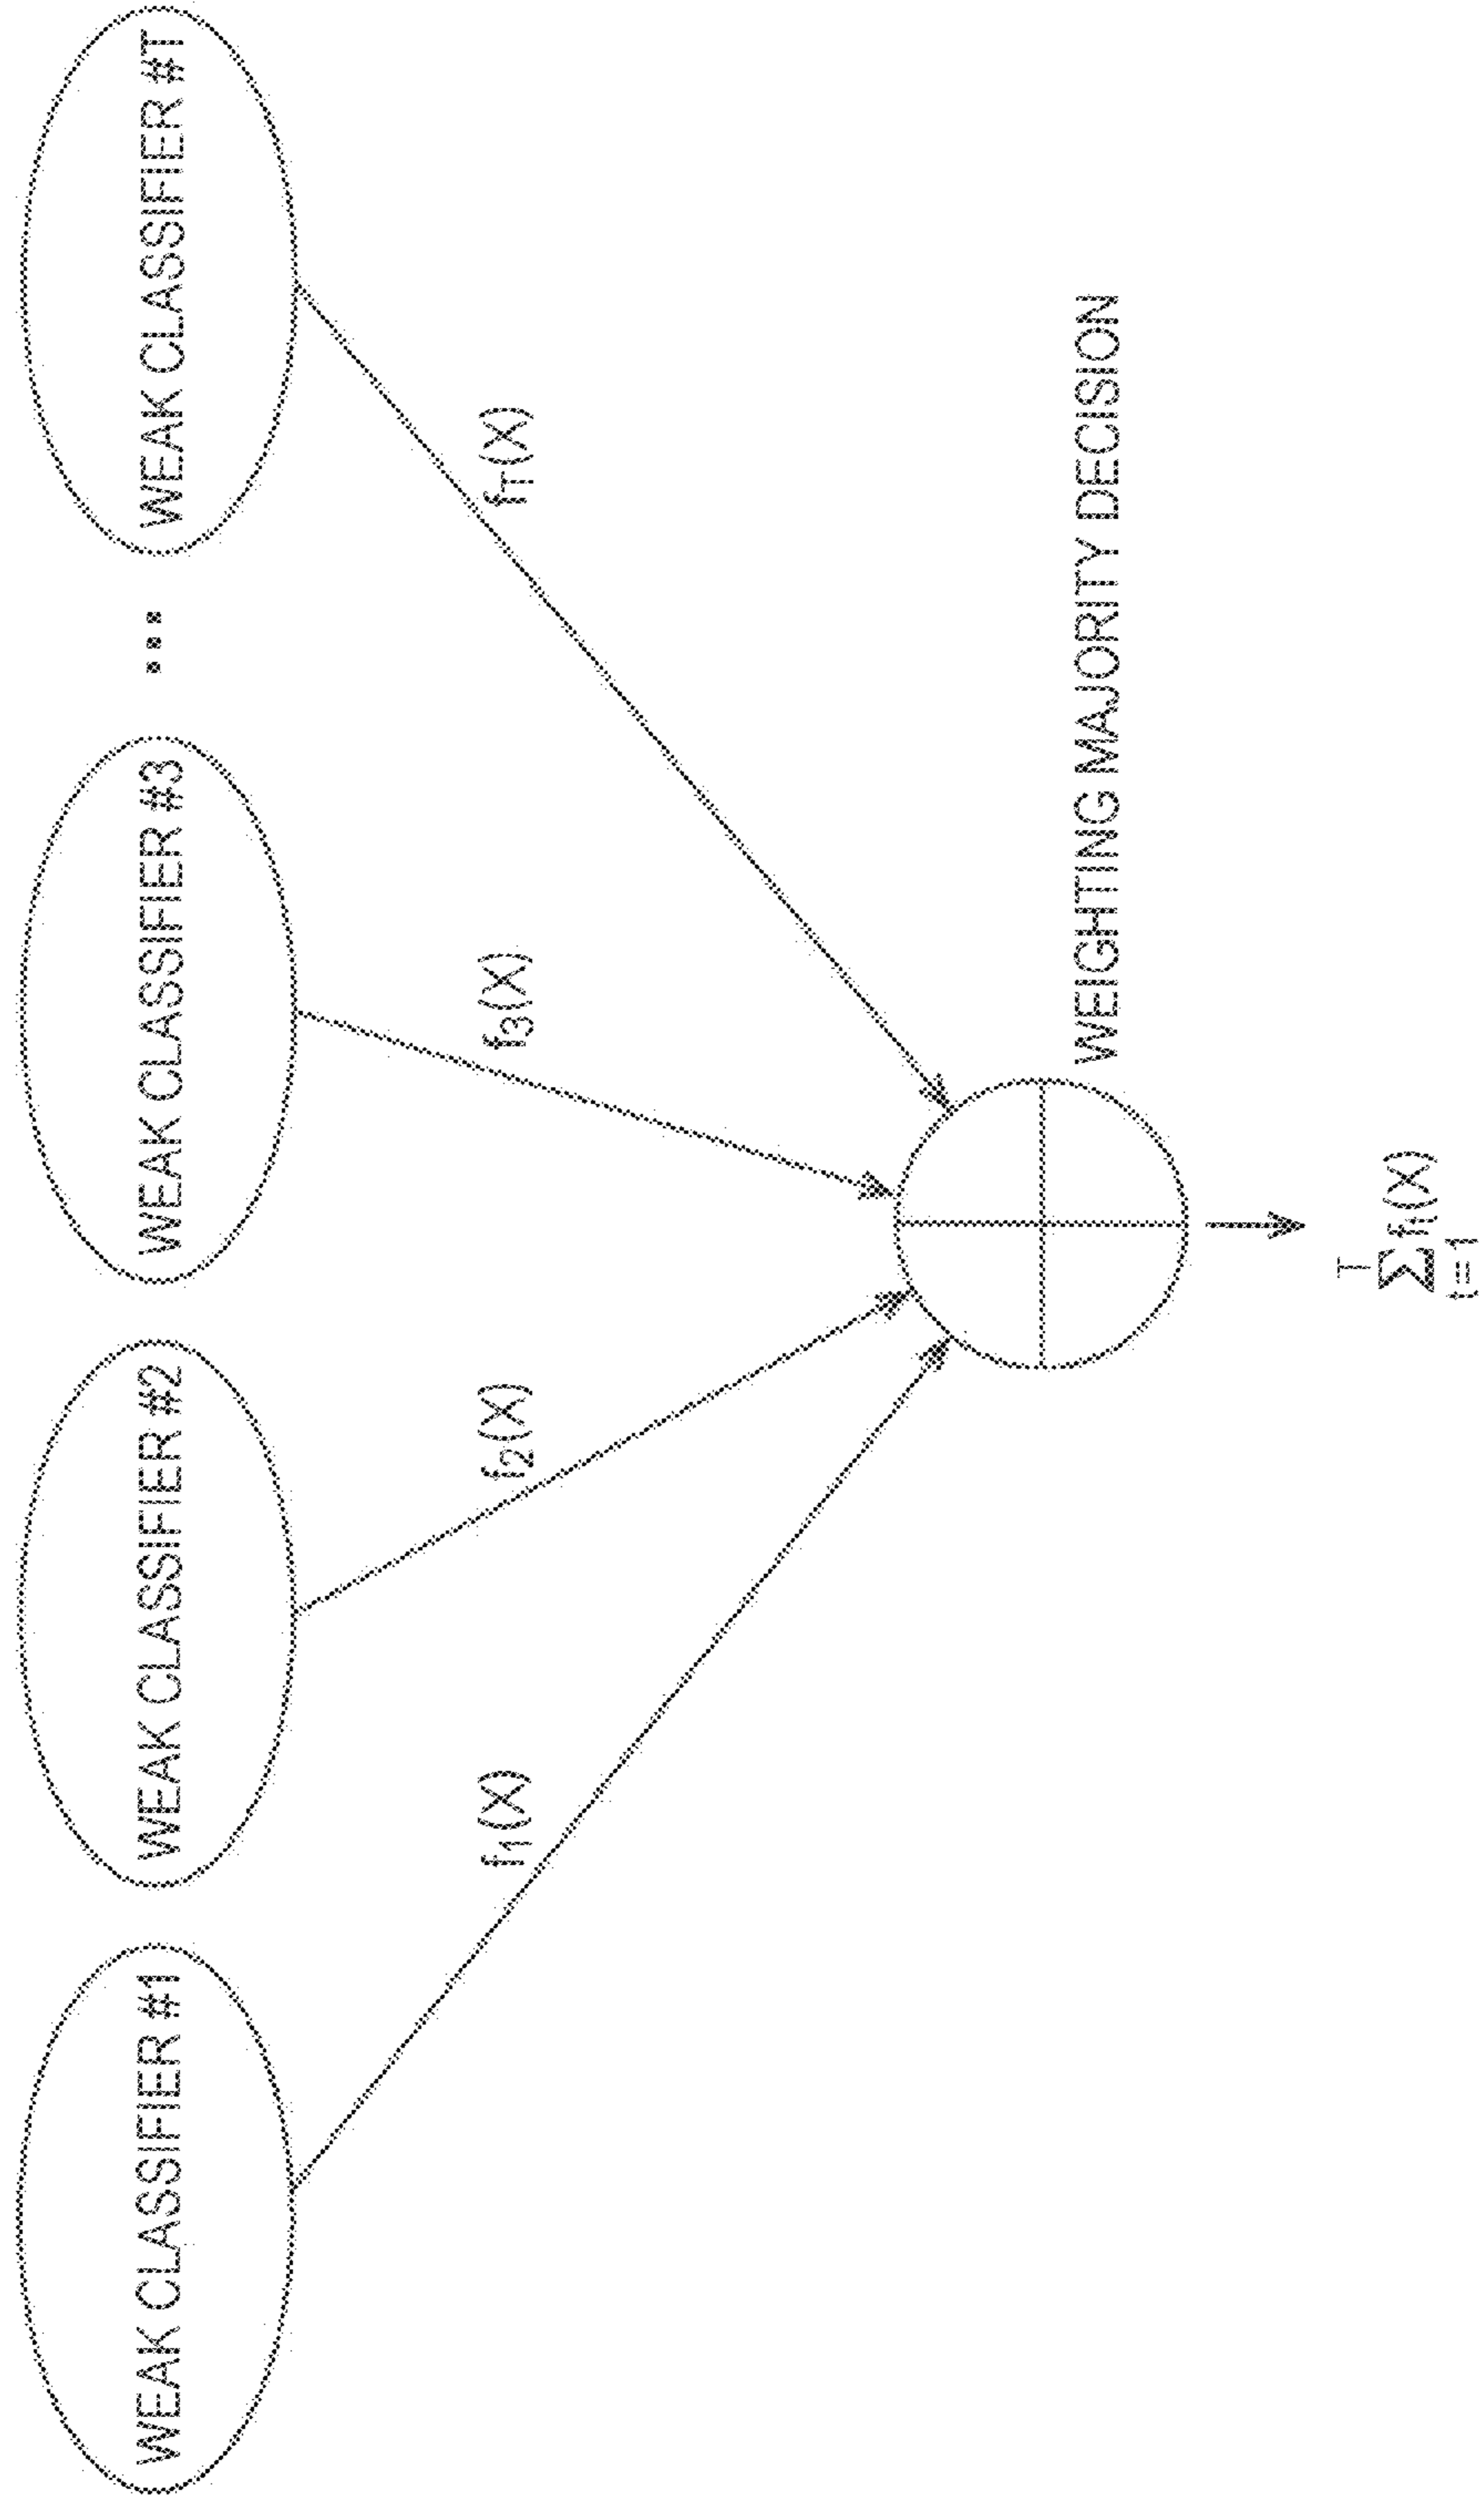 WEAK CLASSIFIER #1
WEAK CLASSIFIER #2
WEAK CLASSIFIER #3
...
WEAK CLASSIFIER #T
f1(X)
f2(X)
f3(X)
fT(X)
WEIGHTING MAJORITY DECISION
T
∑ft(X)
t=1